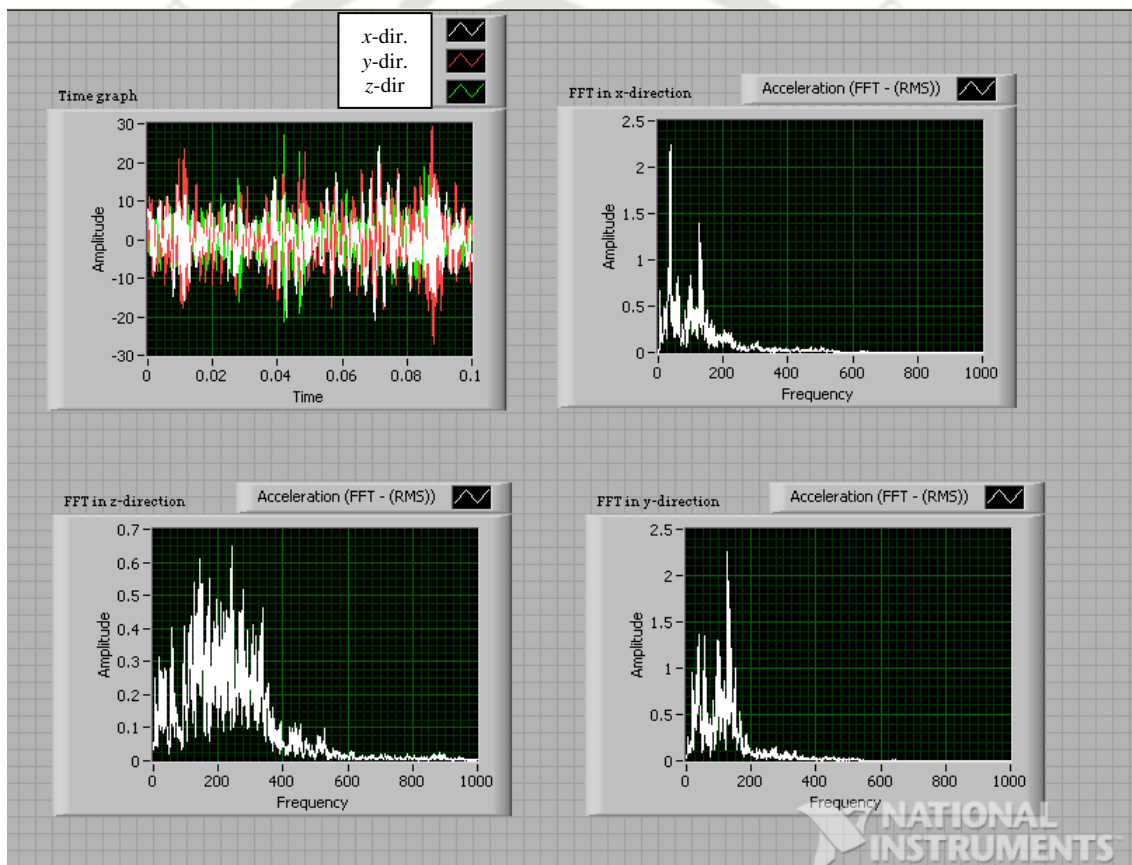 x-dir.
y-dir.
z-dir
Time graph
30
20
10
0
-10
-20
-30
Amplitude
0 0.02 0.04 0.06 0.08 0.1
Time
FFT in x-direction
Acceleration (FFT - (RMS))
2.5
2
1.5
1
0.5
0
Amplitude
0 200 400 600 800 1000
Frequency
FFT in z-direction
Acceleration (FFT - (RMS))
0.7
0.6
0.5
0.4
0.3
0.2
0.1
0
Amplitude
0 200 400 600 800 1000
Frequency
FFT in y-direction
Acceleration (FFT - (RMS))
2.5
2
1.5
1
0.5
0
Amplitude
0 200 400 600 800 1000
Frequency
NATIONAL
INSTRUMENTS